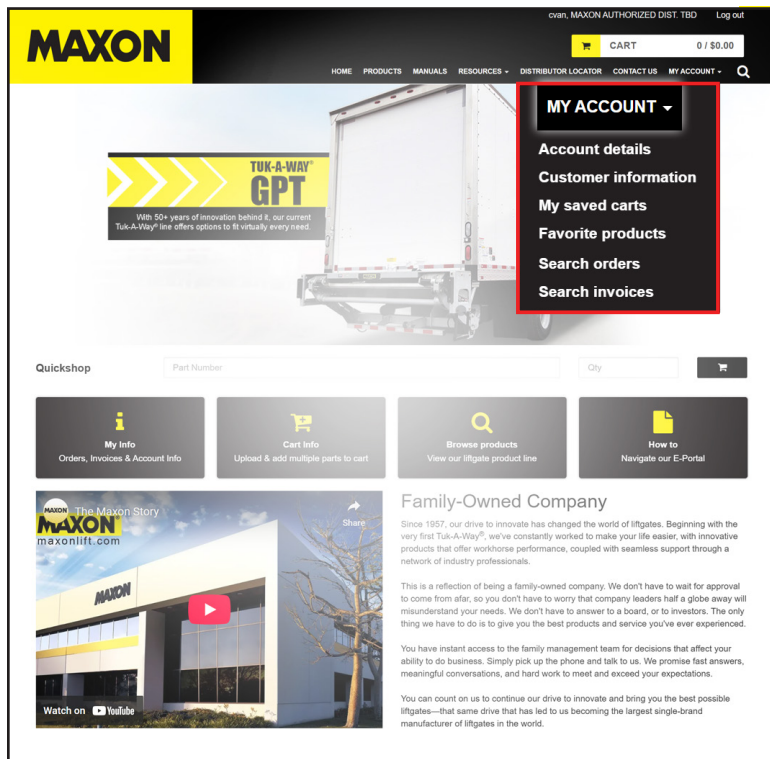 cvan, MAXON AUTHORIZED DIST. TBD Log out
MAXON
CART 0 / $0.00
HOME PRODUCTS MANUALS RESOURCES DISTRIBUTOR LOCATOR CONTACT US MY ACCOUNT
MY ACCOUNT
Account details
Customer information
My saved carts
Favorite products
Search orders
Search invoices
TUK-A-WAY®
GPT
With 50+ years of innovation behind it, our current
Tuk-A-Way® line offers options to fit virtually every need.
Quickshop Part Number Qty
My Info
Orders, Invoices & Account Info
Cart Info
Upload & add multiple parts to cart
Browse products
View our liftgate product line
How to
Navigate our E-Portal
MAXON The Maxon Story
Share
MAXON®
maxonlift.com
MAXON
Watch on YouTube
Family-Owned Company
Since 1957, our drive to innovate has changed the world of liftgates. Beginning with the
very first Tuk-A-Way®, we've constantly worked to make your life easier, with innovative
products that offer workhorse performance, coupled with seamless support through a
network of industry professionals.
This is a reflection of being a family-owned company. We don't have to wait for approval
to come from afar, so you don't have to worry that company leaders half a globe away will
misunderstand your needs. We don't have to answer to a board, or to investors. The only
thing we have to do is to give you the best products and service you've ever experienced.
You have instant access to the family management team for decisions that affect your
ability to do business. Simply pick up the phone and talk to us. We promise fast answers,
meaningful conversations, and hard work to meet and exceed your expectations.
You can count on us to continue our drive to innovate and bring you the best possible
liftgates—that same drive that has led to us becoming the largest single-brand
manufacturer of liftgates in the world.